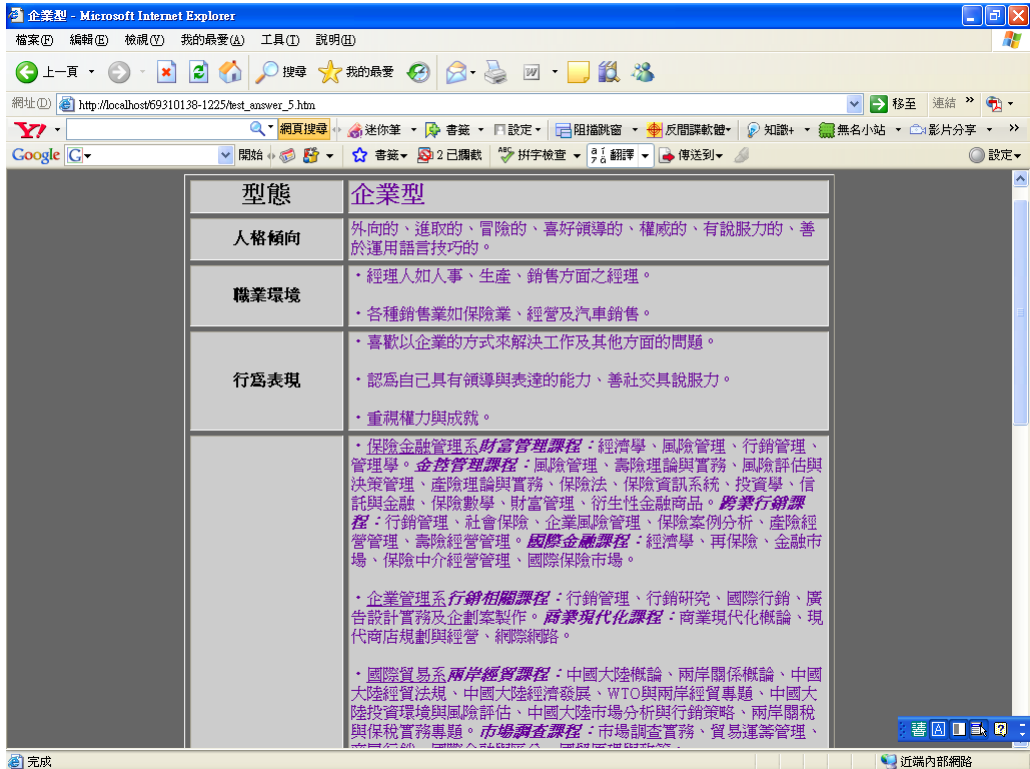 企業型 - Microsoft Internet Explorer
檔案(F) 編輯(E) 檢視(V) 我的最愛(A) 工具(T) 說明(H)
上一頁 搜尋 我的最愛
網址(D) http://localhost/69310138-1225/test_answer_5.htm 移至 連結 »
Y7 網頁搜尋 迷你筆 書籤 設定 阻擋跳窗 反間諜軟體 知識+ 無名小站 影片分享 »
Google G 開始 書籤 2 已攔截 拼字檢查 翻譯 傳送到 設定
型態 企業型
人格傾向
外向的、進取的、冒險的、喜好領導的、權威的、有說服力的、善
於運用語言技巧的。
職業環境
・經理人如人事、生產、銷售方面之經理。
・各種銷售業如保險業、經營及汽車銷售。
行為表現
・喜歡以企業的方式來解決工作及其他方面的問題。
・認為自己具有領導與表達的能力、善社交具說服力。
・重視權力與成就。
・保險金融管理系財富管理課程：經濟學、風險管理、行銷管理、
管理學。金控管理課程：風險管理、壽險理論與實務、風險評估與
決策管理、產險理論與實務、保險法、保險資訊系統、投資學、信
託與金融、保險數學、財富管理、衍生性金融商品。跨業行銷課
程：行銷管理、社會保險、企業風險管理、保險案例分析、產險經
營管理、壽險經營管理。國際金融課程：經濟學、再保險、金融市
場、保險中介經營管理、國際保險市場。
・企業管理系行銷相關課程：行銷管理、行銷研究、國際行銷、廣
告設計實務及企劃案製作。商業現代化課程：商業現代化概論、現
代商店規劃與經營、網際網路。
・國際貿易系兩岸經貿課程：中國大陸概論、兩岸關係概論、中國
大陸經貿法規、中國大陸經濟發展、WTO與兩岸經貿專題、中國大
陸投資環境與風險評估、中國大陸市場分析與行銷策略、兩岸關稅
與保稅實務專題。市場調查課程：市場調查實務、貿易運籌管理、
完成 近端內部網路